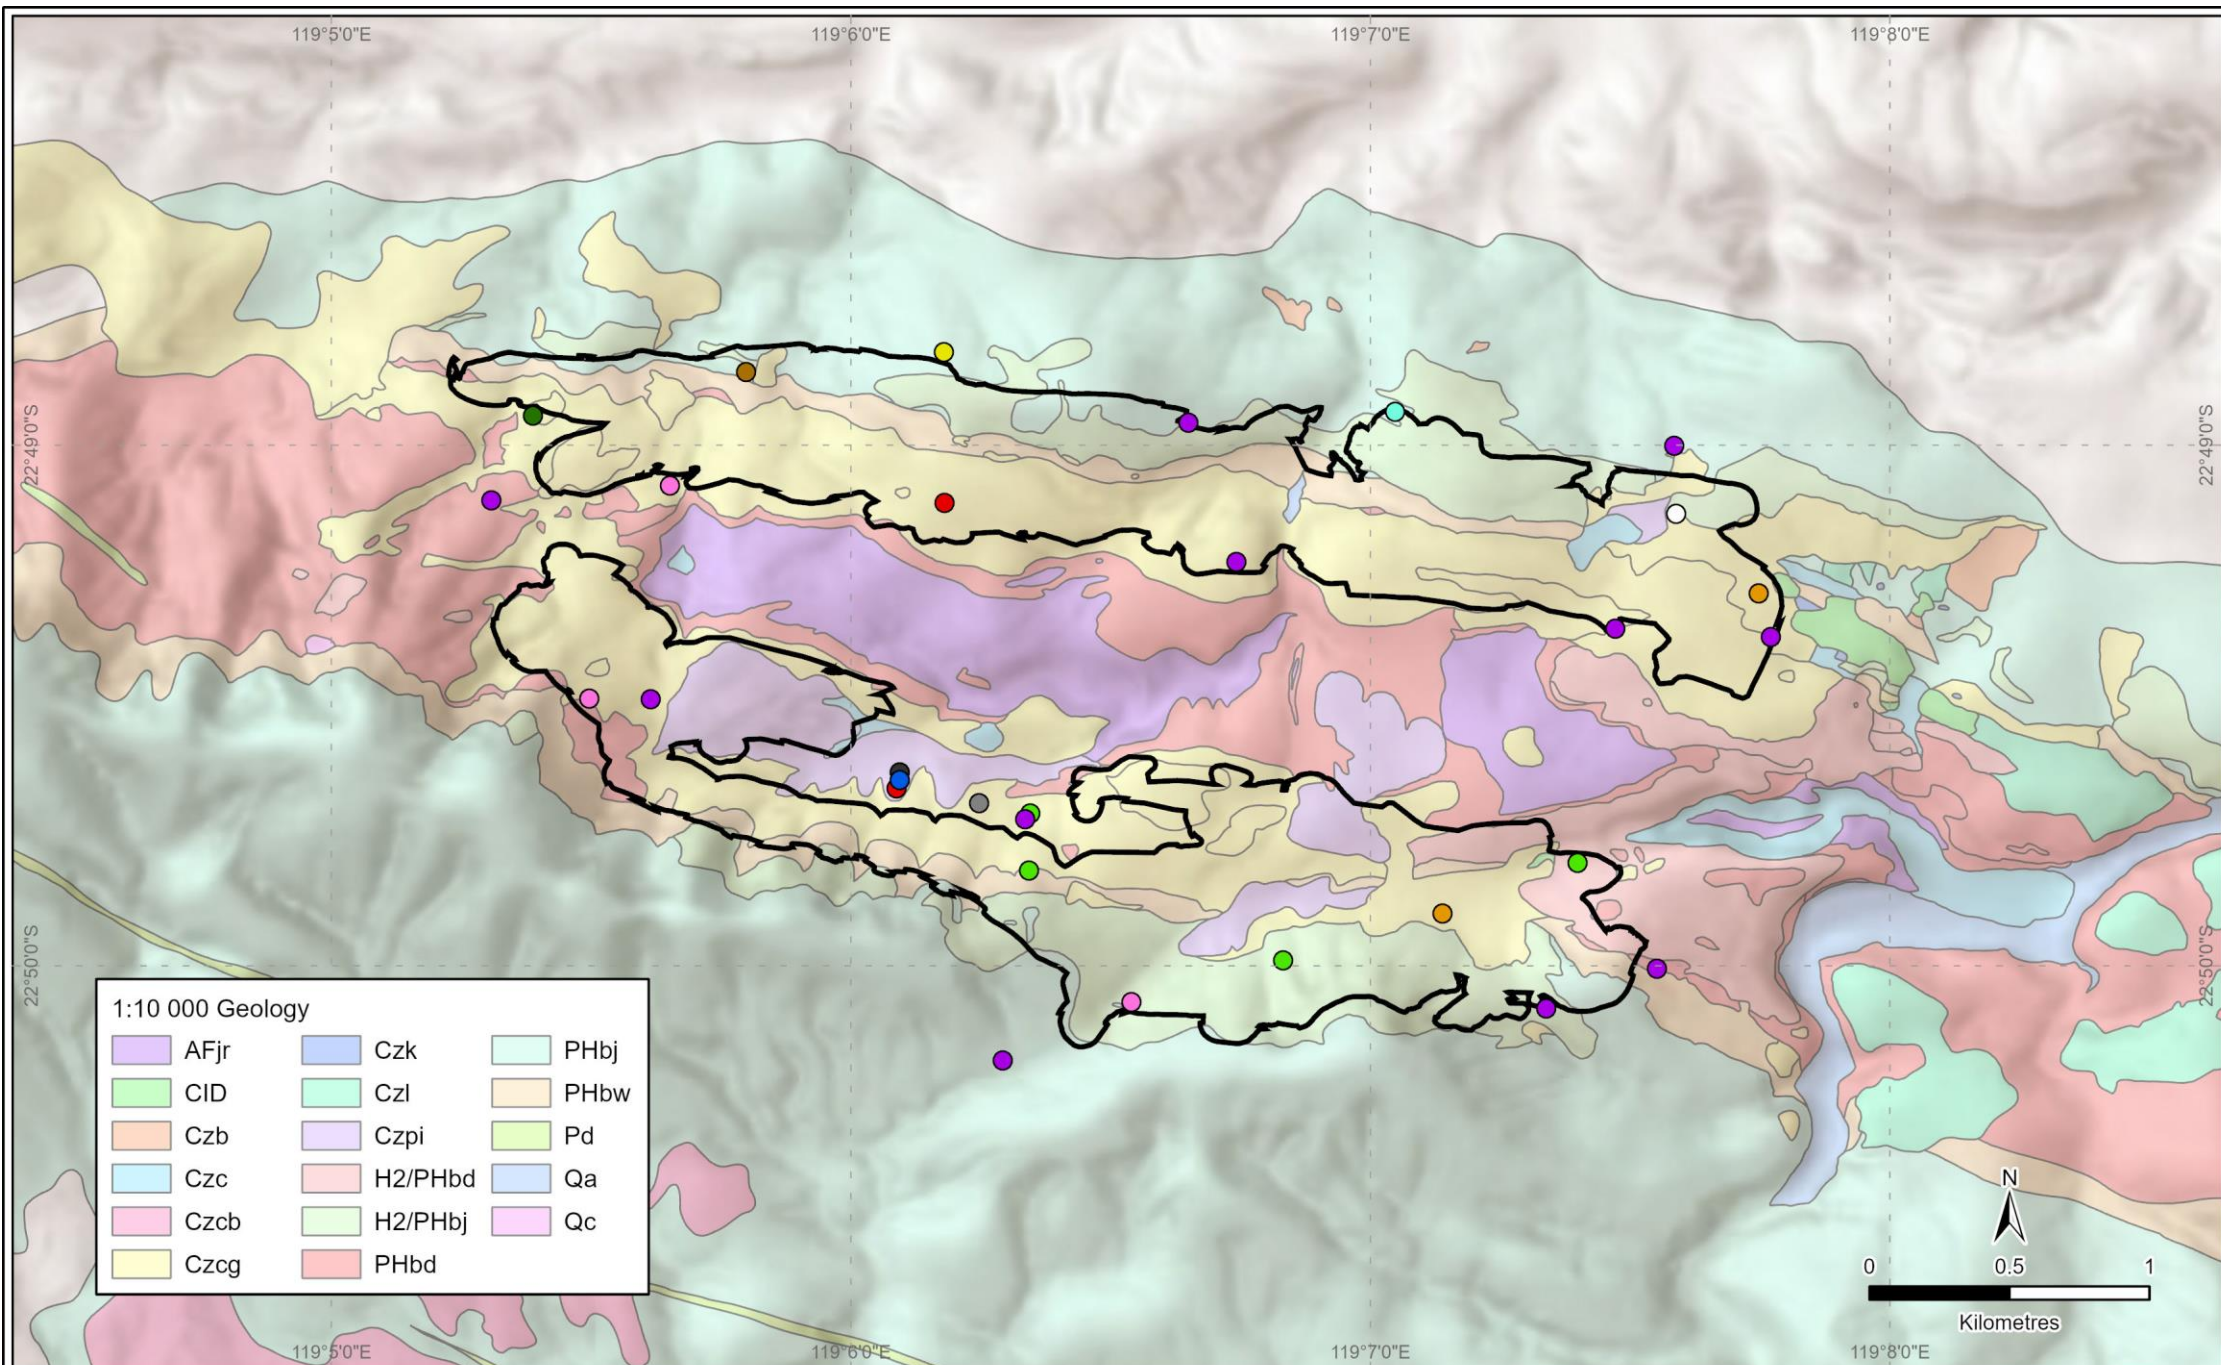 119°5'0"E 119°6'0"E 119°7'0"E 119°8'0"E
22°49'0"S 22°49'0"S
22°50'0"S 22°50'0"S
1:10 000 Geology
AFjr Czk PHbj
CID Czl PHbw
Czb Czpi Pd
Czc H2/PHbd Qa
Czcb H2/PHbj Qc
Czcg PHbd
N
0 0.5 1
Kilometres
119°5'0"E 119°6'0"E 119°7'0"E 119°8'0"E